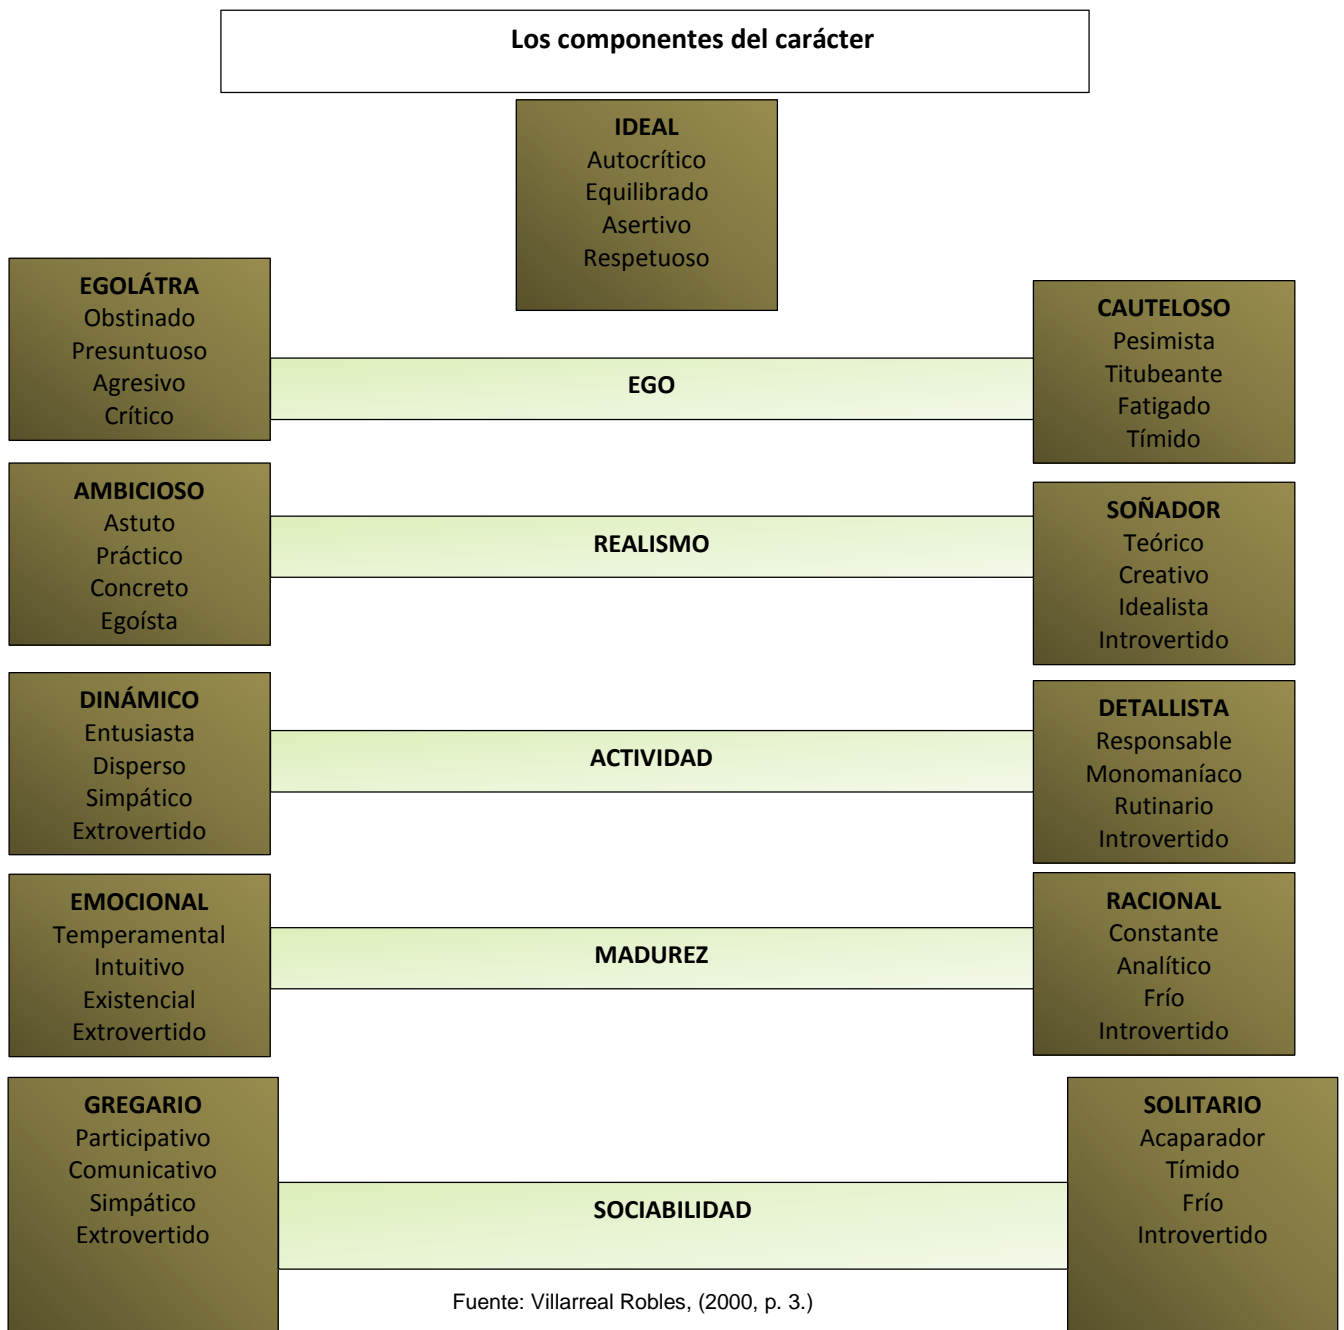 Los componentes del carácter
IDEAL
Autocrítico
Equilibrado
Asertivo
Respetuoso
EGOLÁTRA
Obstinado
Presuntuoso
Agresivo
Crítico
EGO
CAUTELOSO
Pesimista
Titubeante
Fatigado
Tímido
AMBICIOSO
Astuto
Práctico
Concreto
Egoísta
REALISMO
SOÑADOR
Teórico
Creativo
Idealista
Introvertido
DINÁMICO
Entusiasta
Disperso
Simpático
Extrovertido
ACTIVIDAD
DETALLISTA
Responsable
Monomaníaco
Rutinario
Introvertido
EMOCIONAL
Temperamental
Intuitivo
Existencial
Extrovertido
MADUREZ
RACIONAL
Constante
Analítico
Frío
Introvertido
GREGARIO
Participativo
Comunicativo
Simpático
Extrovertido
SOCIABILIDAD
SOLITARIO
Acaparador
Tímido
Frío
Introvertido
Fuente: Villarreal Robles, (2000, p. 3.)